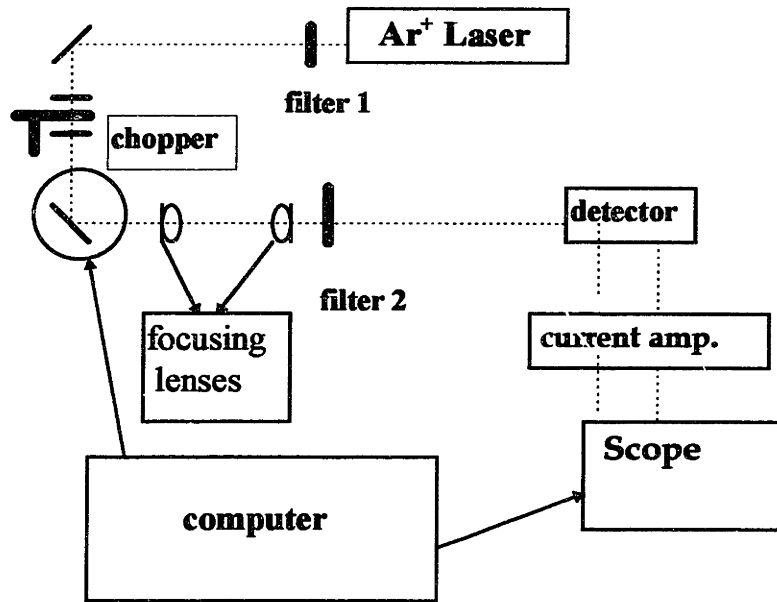 Ar⁺ Laser
filter 1
chopper
detector
filter 2
current amp.
focusing
lenses
Scope
computer